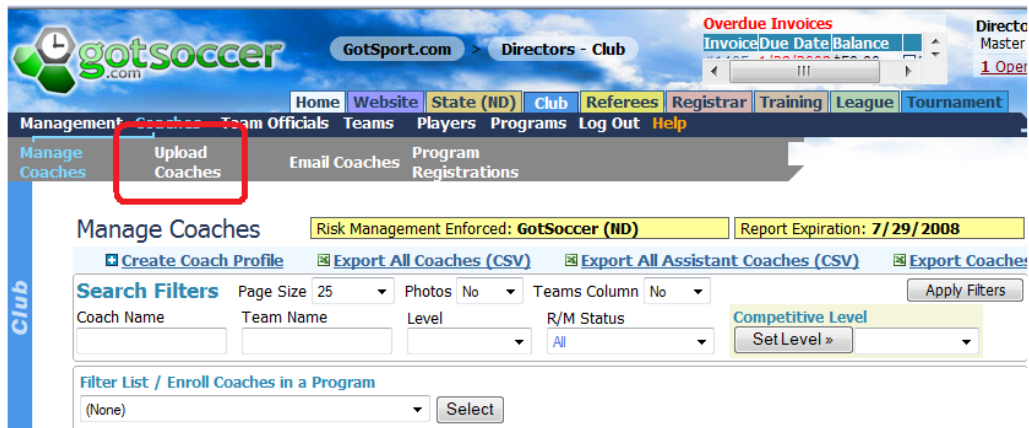 gotsoccer
.com
GotSport.com > Directors - Club
Overdue Invoices
Invoice Due Date Balance
Directo
Master
1 Oper
Home Website State (ND) Club Referees Registrar Training League Tournament
Management Coaches Team Officials Teams Players Programs Log Out Help
Manage Coaches
Upload Coaches
Email Coaches
Program Registrations
Club
Manage Coaches
Risk Management Enforced: GotSoccer (ND)
Report Expiration: 7/29/2008
Create Coach Profile Export All Coaches (CSV) Export All Assistant Coaches (CSV) Export Coaches
Search Filters Page Size 25 Photos No Teams Column No Apply Filters
Coach Name Team Name Level R/M Status Competitive Level
All Set Level »
Filter List / Enroll Coaches in a Program
(None) Select